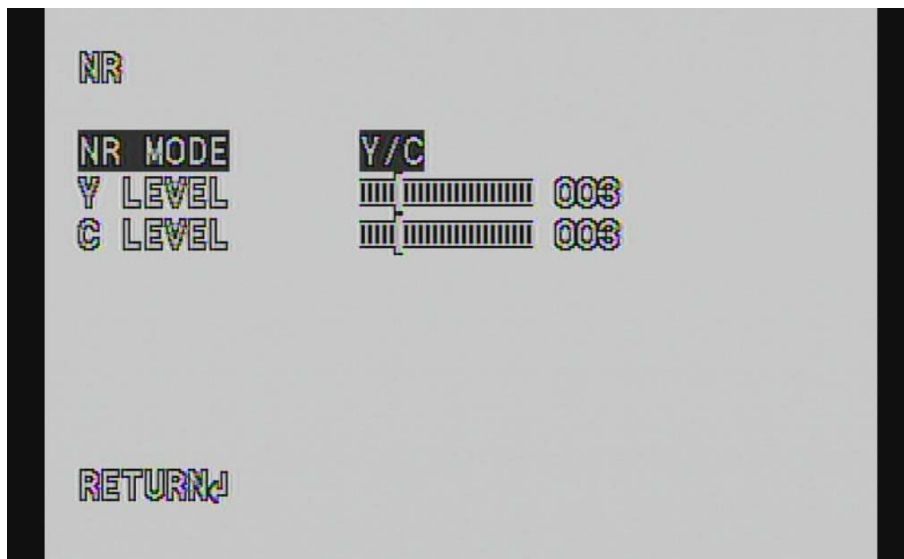 NR
NR MODE Y/C
Y LEVEL 003
C LEVEL 003
RETURN↲